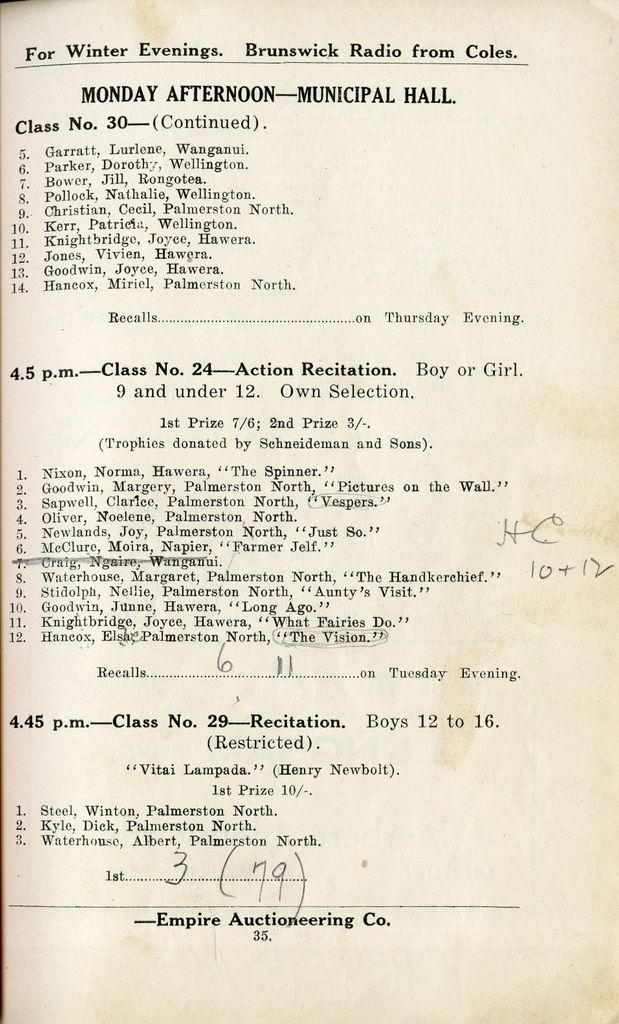 For Winter Evenings. Brunswick Radio from Coles.
MONDAY AFTERNOON—MUNICIPAL HALL.
Class No. 30—(Continued).
5. Garratt, Lurlene, Wanganui.
6. Parker, Dorothy, Wellington.
7. Bower, Jill, Rongotea.
8. Pollock, Nathalie, Wellington.
9. Christian, Cecil, Palmerston North.
10. Kerr, Patricia, Wellington.
11. Knightbridge, Joyce, Hawera.
12. Jones, Vivien, Hawera.
13. Goodwin, Joyce, Hawera.
14. Hancox, Miriel, Palmerston North.
Recalls..................................................on Thursday Evening.
4.5 p.m.—Class No. 24—Action Recitation. Boy or Girl.
9 and under 12. Own Selection.
1st Prize 7/6; 2nd Prize 3/-.
(Trophies donated by Schneideman and Sons).
1. Nixon, Norma, Hawera, "The Spinner."
2. Goodwin, Margery, Palmerston North, "Pictures on the Wall."
3. Sapwell, Clarice, Palmerston North, "Vespers."
4. Oliver, Noelene, Palmerston North.
5. Newlands, Joy, Palmerston North, "Just So."
6. McClure, Moira, Napier, "Farmer Jelf."
7. Craig, Ngaire, Wanganui.
8. Waterhouse, Margaret, Palmerston North, "The Handkerchief."
9. Stidolph, Nellie, Palmerston North, "Aunty's Visit."
10. Goodwin, Junne, Hawera, "Long Ago."
11. Knightbridge, Joyce, Hawera, "What Fairies Do."
12. Hancox, Palmerston North, "The Vision."
HC
10 + 12
Recalls.......6.......11.......on Tuesday Evening.
4.45 p.m.—Class No. 29—Recitation. Boys 12 to 16.
(Restricted).
"Vitai Lampada." (Henry Newbolt).
1st Prize 10/-.
1. Steel, Winton, Palmerston North.
2. Kyle, Dick, Palmerston North.
3. Waterhouse, Albert, Palmerston North.
1st.......3 (79)
—Empire Auctioneering Co.
35.